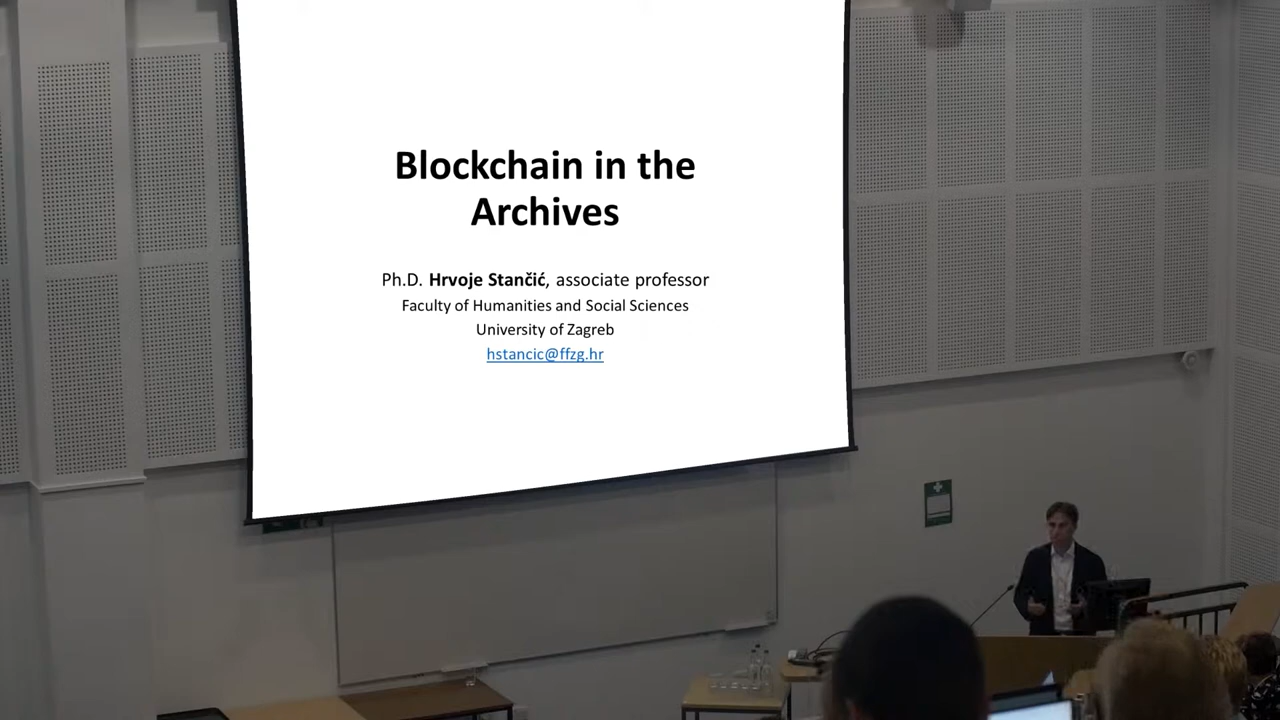 Blockchain in the
Archives
Ph.D. Hrvoje Stančić, associate professor
Faculty of Humanities and Social Sciences
University of Zagreb
hstancic@ffzg.hr